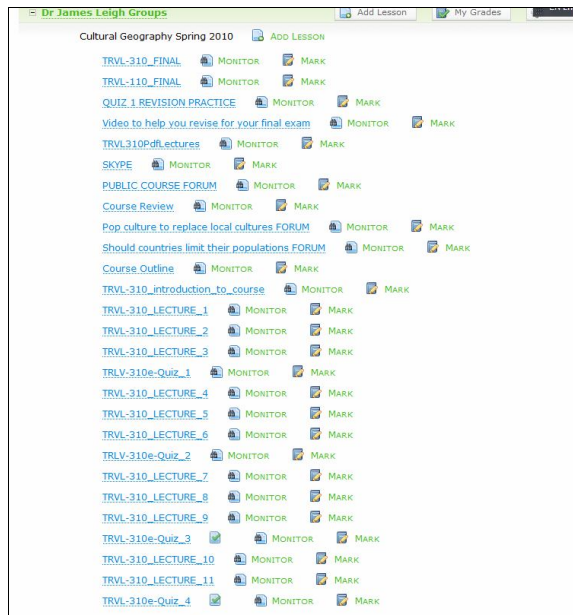 Dr James Leigh Groups Add Lesson My Grades
Cultural Geography Spring 2010 ADD LESSON
TRVL-310_FINAL MONITOR MARK
TRVL-110_FINAL MONITOR MARK
QUIZ 1 REVISION PRACTICE MONITOR MARK
Video to help you revise for your final exam MONITOR MARK
TRVL310PdfLectures MONITOR MARK
SKYPE MONITOR MARK
PUBLIC COURSE FORUM MONITOR MARK
Course Review MONITOR MARK
Pop culture to replace local cultures FORUM MONITOR MARK
Should countries limit their populations FORUM MONITOR MARK
Course Outline MONITOR MARK
TRVL-310_introduction_to_course MONITOR MARK
TRVL-310_LECTURE_1 MONITOR MARK
TRVL-310_LECTURE_2 MONITOR MARK
TRVL-310_LECTURE_3 MONITOR MARK
TRLV-310e-Quiz_1 MONITOR MARK
TRVL-310_LECTURE_4 MONITOR MARK
TRVL-310_LECTURE_5 MONITOR MARK
TRVL-310_LECTURE_6 MONITOR MARK
TRLV-310e-Quiz_2 MONITOR MARK
TRVL-310_LECTURE_7 MONITOR MARK
TRVL-310_LECTURE_8 MONITOR MARK
TRVL-310_LECTURE_9 MONITOR MARK
TRVL-310e-Quiz_3 MONITOR MARK
TRVL-310_LECTURE_10 MONITOR MARK
TRVL-310_LECTURE_11 MONITOR MARK
TRVL-310e-Quiz_4 MONITOR MARK